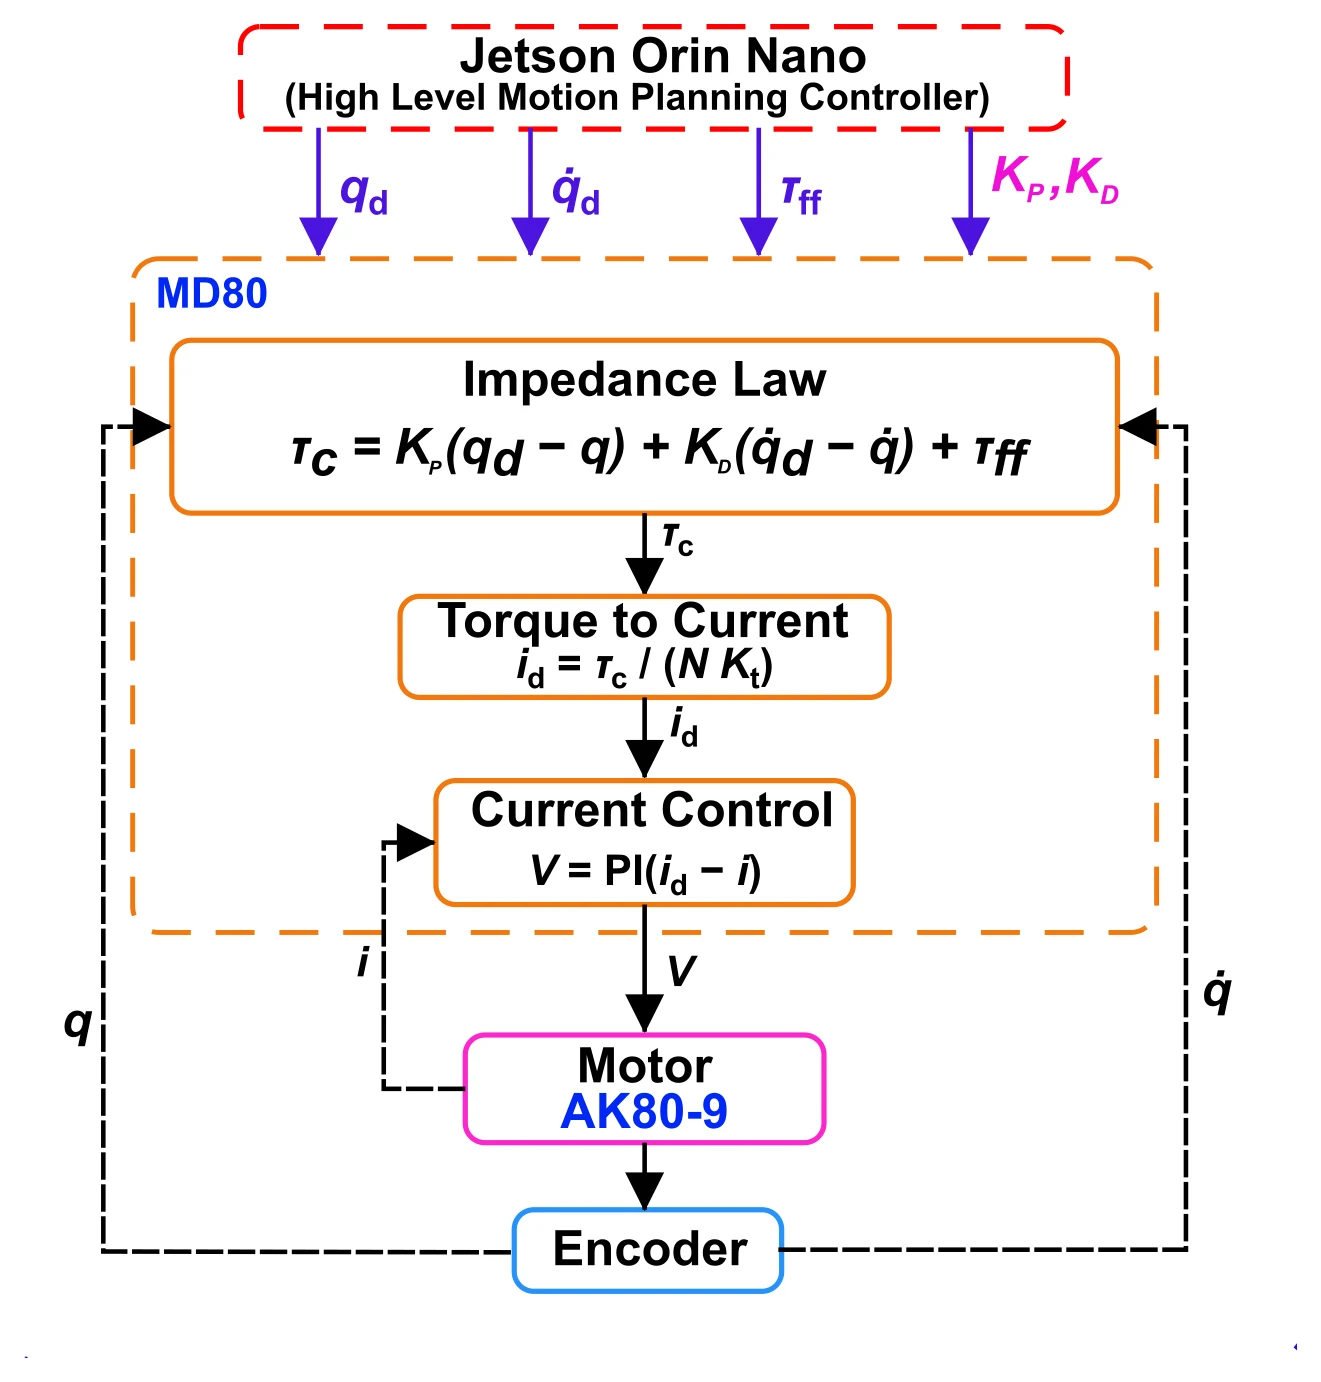 Jetson Orin Nano
(High Level Motion Planning Controller)
q_d
q̇_d
τ_ff
K_P, K_D
MD80
Impedance Law
τ_c = K_P(q_d − q) + K_D(q̇_d − q̇) + τ_ff
τ_c
Torque to Current
i_d = τ_c / (N K_t)
i_d
Current Control
V = PI(i_d − i)
i
V
q
q̇
Motor
AK80-9
Encoder